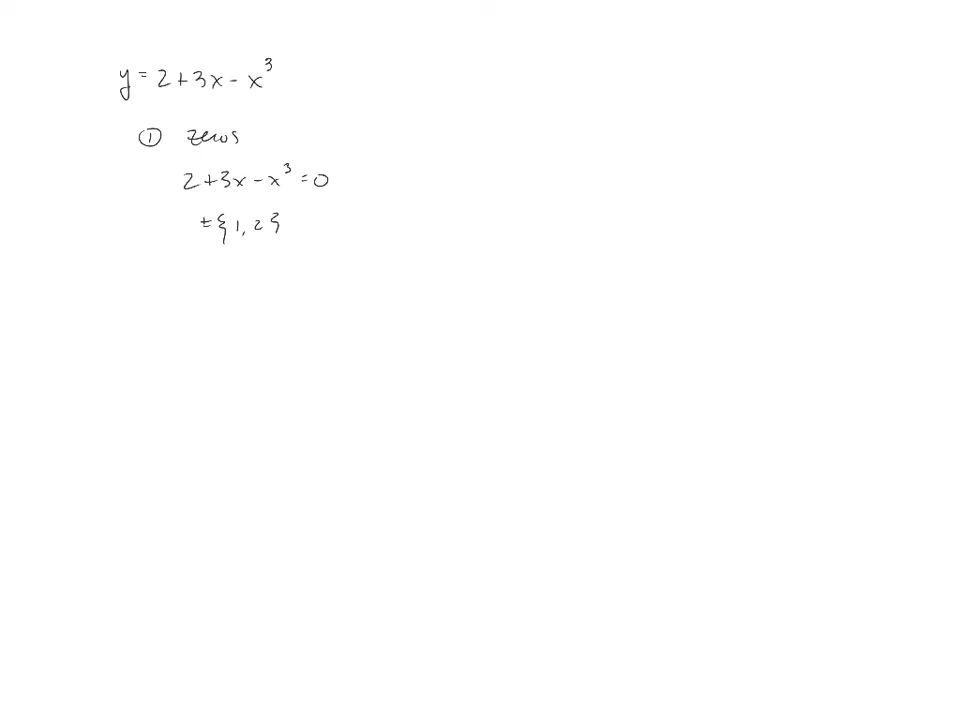 y = 2 + 3x - x³
① zeros
2 + 3x - x³ = 0
± { 1, 2 }